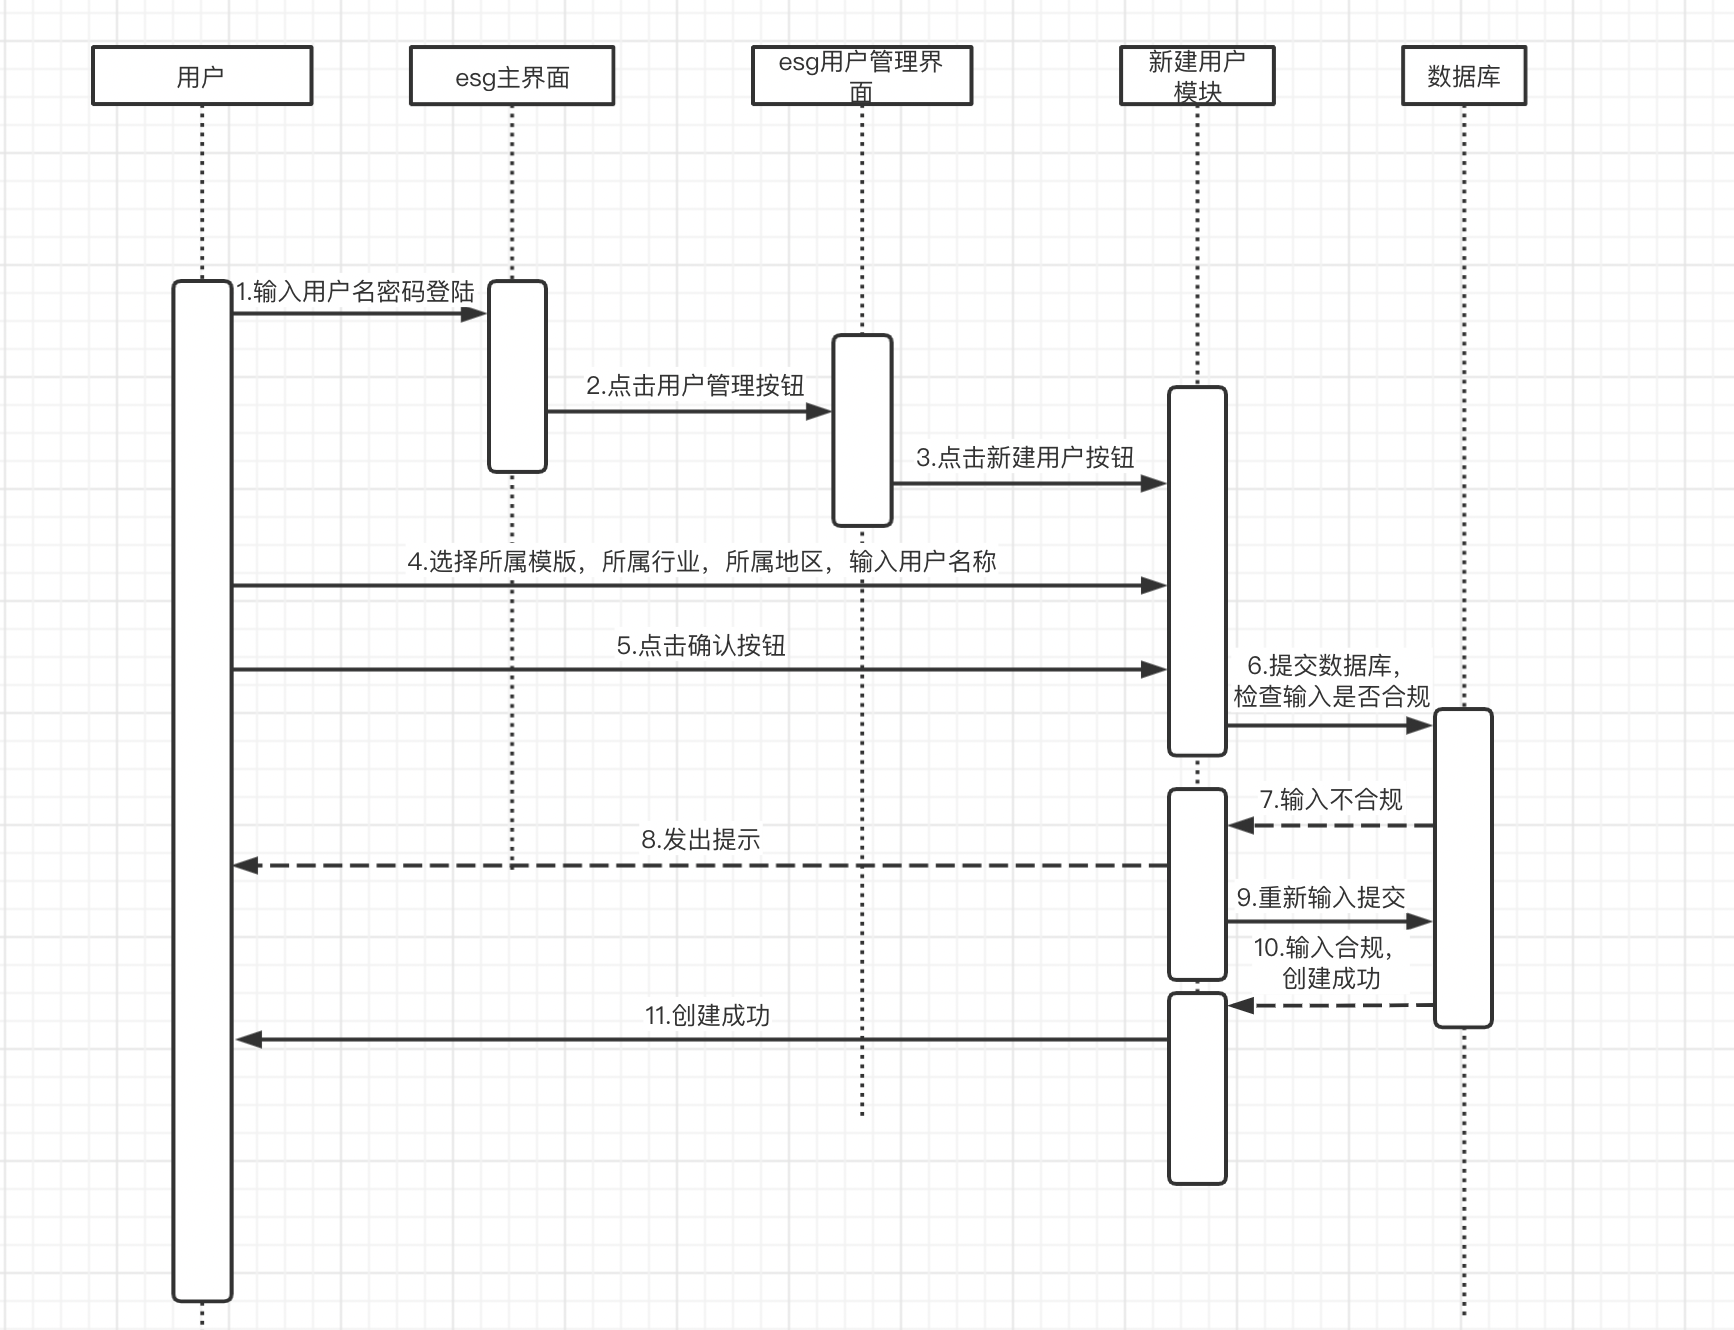 用户
esg主界面
esg用户管理界
面
新建用户
模块
数据库
1.输入用户名密码登陆
2.点击用户管理按钮
3.点击新建用户按钮
4.选择所属模版，所属行业，所属地区，输入用户名称
5.点击确认按钮
6.提交数据库，
检查输入是否合规
7.输入不合规
8.发出提示
9.重新输入提交
10.输入合规，
创建成功
11.创建成功